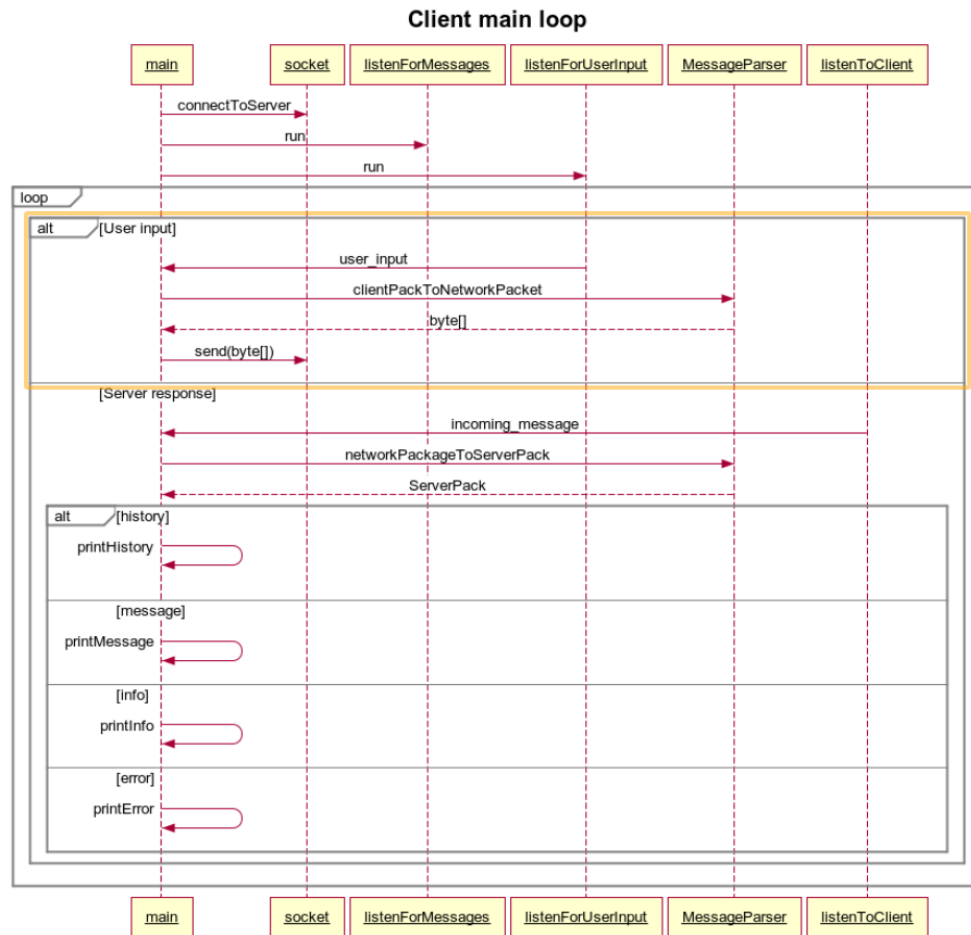 Client main loop
main socket listenForMessages listenForUserInput MessageParser listenToClient
connectToServer
run
run
loop
alt [User input]
user_input
clientPackToNetworkPacket
byte[]
send(byte[])
[Server response]
incoming_message
networkPackageToServerPack
ServerPack
alt [history]
printHistory
[message]
printMessage
[info]
printInfo
[error]
printError
main socket listenForMessages listenForUserInput MessageParser listenToClient